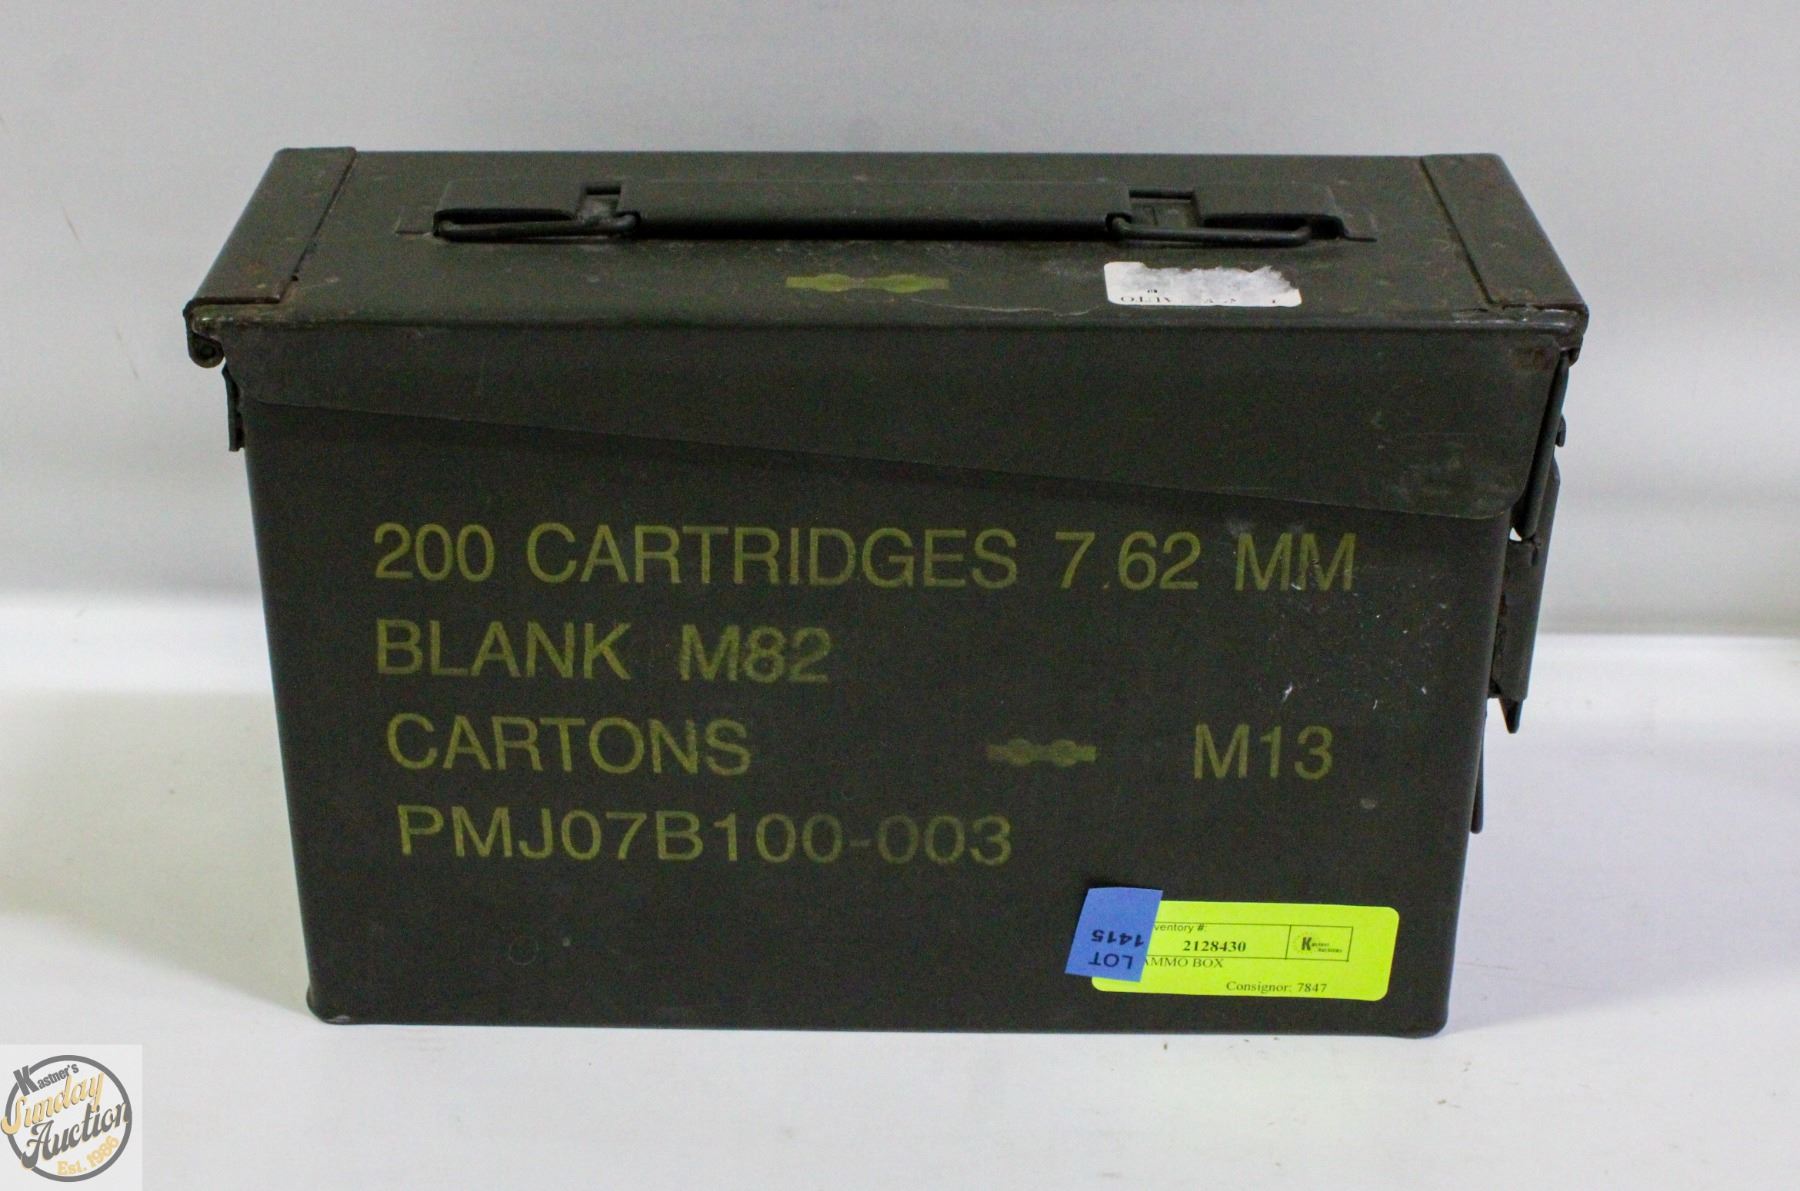 200 CARTRIDGES 7.62 MM
BLANK M82
CARTONS M13
PMJ07B100-003
LOT
1415
ventory #:
2128430
AMMO BOX
Consignor: 7847
Kastner's
Sunday
Auction
Est. 1986